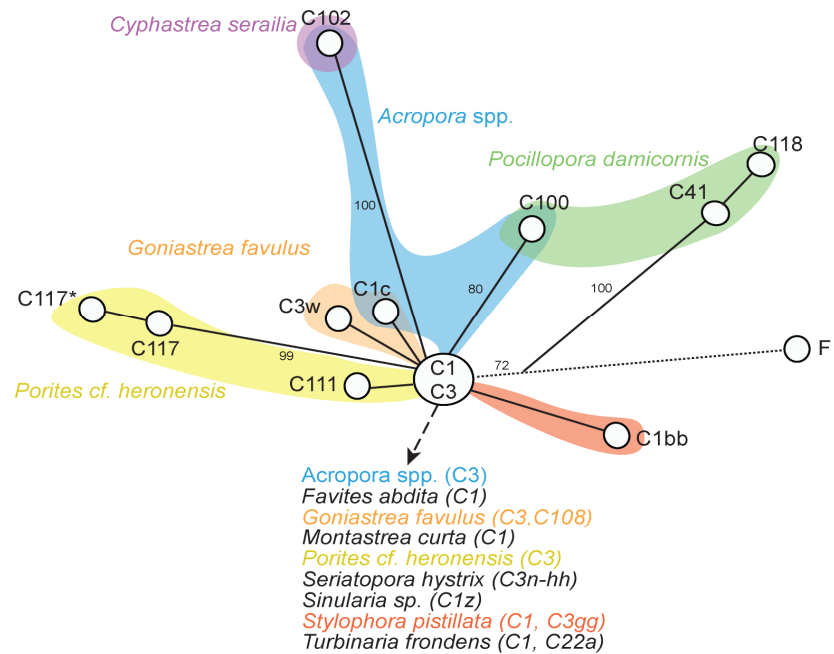 Cyphastrea serailia
C102
Acropora spp.
Pocillopora damicornis
C118
C41
C100
100
Goniastrea favulus
C117*
C3w
C1c
80
100
C117
99
C111
C1
C3
72
F
Porites cf. heronensis
C1bb
Acropora spp. (C3)
Favites abdita (C1)
Goniastrea favulus (C3,C108)
Montastrea curta (C1)
Porites cf. heronensis (C3)
Seriatopora hystrix (C3n-hh)
Sinularia sp. (C1z)
Stylophora pistillata (C1, C3gg)
Turbinaria frondens (C1, C22a)